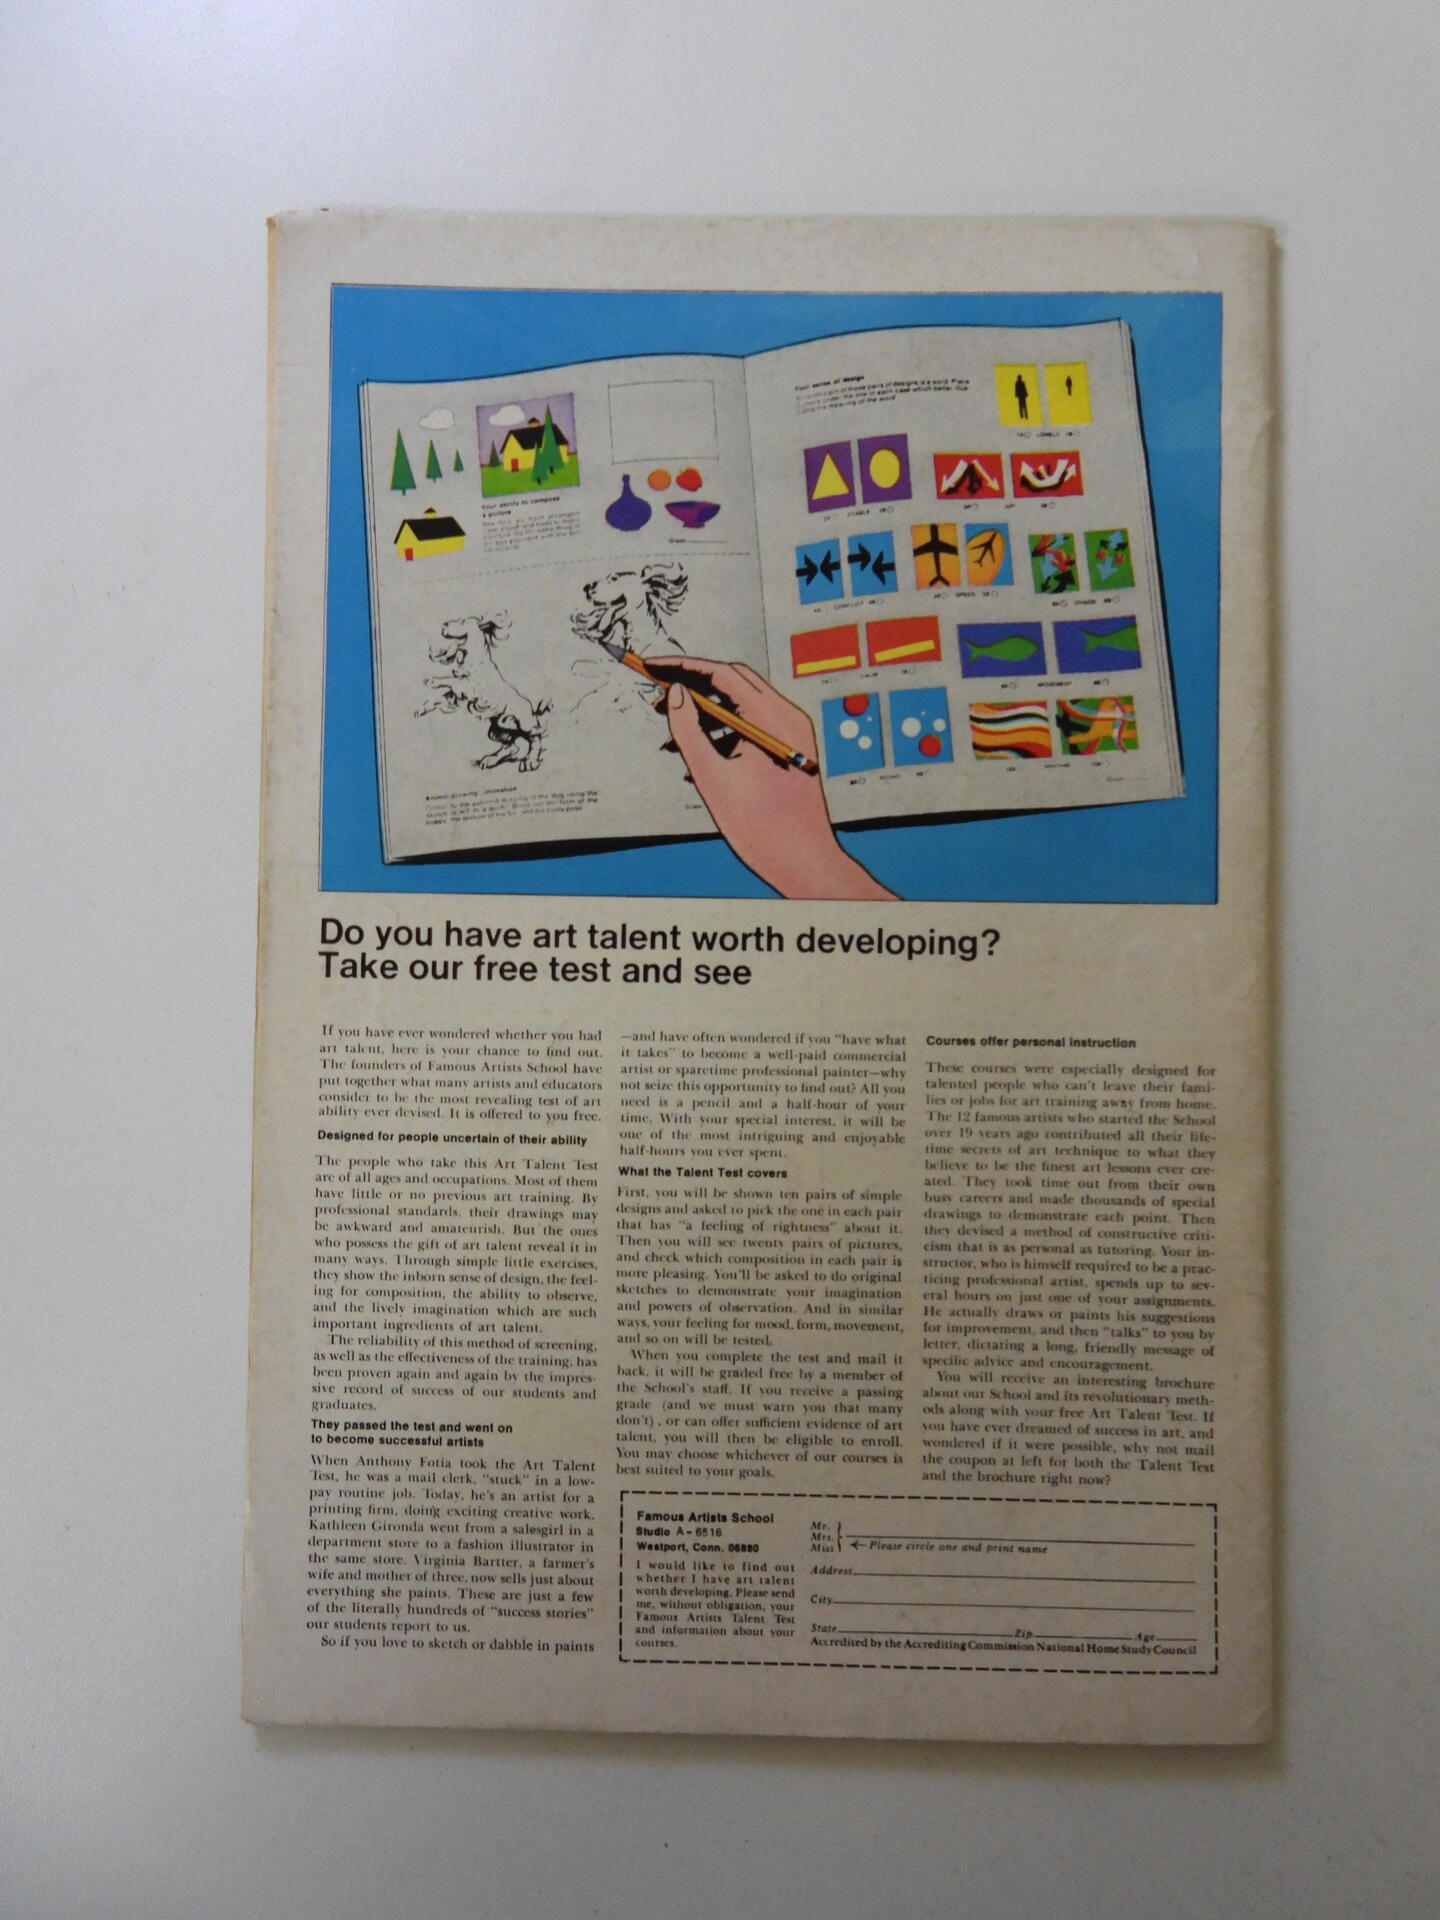 Your ability to compose
a picture
Grade
Your sense of design
LONELY
STABLE
JOY
CONFLICT
SPEED
CHAOS
CALM
MOVEMENT
Do you have art talent worth developing?
Take our free test and see
If you have ever wondered whether you had
art talent, here is your chance to find out.
The founders of Famous Artists School have
put together what many artists and educators
consider to be the most revealing test of art
ability ever devised. It is offered to you free.
Designed for people uncertain of their ability
The people who take this Art Talent Test
are of all ages and occupations. Most of them
have little or no previous art training. By
professional standards, their drawings may
be awkward and amateurish. But the ones
who possess the gift of art talent reveal it in
many ways. Through simple little exercises,
they show the inborn sense of design, the feel-
ing for composition, the ability to observe,
and the lively imagination which are such
important ingredients of art talent.
The reliability of this method of screening,
as well as the effectiveness of the training, has
been proven again and again by the impres-
sive record of success of our students and
graduates.
They passed the test and went on
to become successful artists
When Anthony Fotia took the Art Talent
Test, he was a mail clerk, "stuck" in a low-
pay routine job. Today, he's an artist for a
printing firm, doing exciting creative work.
Kathleen Gironda went from a salesgirl in a
department store to a fashion illustrator in
the same store. Virginia Bartter, a farmer's
wife and mother of three, now sells just about
everything she paints. These are just a few
of the literally hundreds of "success stories"
our students report to us.
So if you love to sketch or dabble in paints
—and have often wondered if you "have what
it takes" to become a well-paid commercial
artist or sparetime professional painter—why
not seize this opportunity to find out? All you
need is a pencil and a half-hour of your
time. With your special interest, it will be
one of the most intriguing and enjoyable
half-hours you ever spent.
What the Talent Test covers
First, you will be shown ten pairs of simple
designs and asked to pick the one in each pair
that has "a feeling of rightness" about it.
Then you will see twenty pairs of pictures,
and check which composition in each pair is
more pleasing. You'll be asked to do original
sketches to demonstrate your imagination
and powers of observation. And in similar
ways, your feeling for mood, form, movement,
and so on will be tested.
When you complete the test and mail it
back, it will be graded free by a member of
the School's staff. If you receive a passing
grade (and we must warn you that many
don't), or can offer sufficient evidence of art
talent, you will then be eligible to enroll.
You may choose whichever of our courses is
best suited to your goals.
Courses offer personal instruction
These courses were especially designed for
talented people who can't leave their fami-
lies or jobs for art training away from home.
The 12 famous artists who started the School
over 19 years ago contributed all their life-
time secrets of art technique to what they
believe to be the finest art lessons ever cre-
ated. They took time out from their own
busy careers and made thousands of special
drawings to demonstrate each point. Then
they devised a method of constructive criti-
cism that is as personal as tutoring. Your in-
structor, who is himself required to be a prac-
ticing professional artist, spends up to sev-
eral hours on just one of your assignments.
He actually draws or paints his suggestions
for improvement, and then "talks" to you by
letter, dictating a long, friendly message of
specific advice and encouragement.
You will receive an interesting brochure
about our School and its revolutionary meth-
ods along with your free Art Talent Test. If
you have ever dreamed of success in art, and
wondered if it were possible, why not mail
the coupon at left for both the Talent Test
and the brochure right now?
Famous Artists School
Studio A-6516
Westport, Conn. 06880
I would like to find out
whether I have art talent
worth developing. Please send
me, without obligation, your
Famous Artists Talent Test
and information about your
courses.
Mr.
Mrs.
Miss
Please circle one and print name
Address
City
State Zip Age
Accredited by the Accrediting Commission National Home Study Council